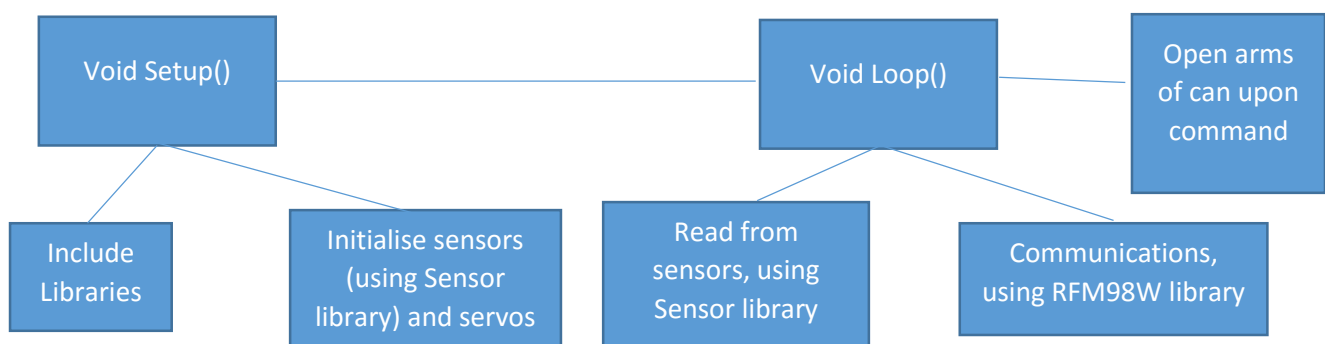 Void Setup()
Void Loop()
Open arms
of can upon
command
Include
Libraries
Initialise sensors
(using Sensor
library) and servos
Read from
sensors, using
Sensor library
Communications,
using RFM98W library